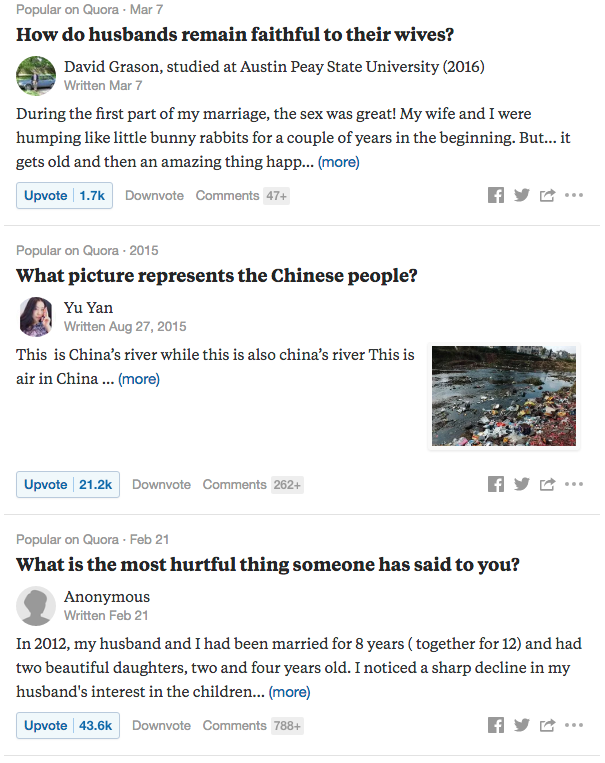 Popular on Quora · Mar 7
How do husbands remain faithful to their wives?
David Grason, studied at Austin Peay State University (2016)
Written Mar 7
During the first part of my marriage, the sex was great! My wife and I were
humping like little bunny rabbits for a couple of years in the beginning. But... it
gets old and then an amazing thing happ... (more)
Upvote | 1.7k Downvote Comments 47+
Popular on Quora · 2015
What picture represents the Chinese people?
Yu Yan
Written Aug 27, 2015
This is China’s river while this is also china’s river This is
air in China ... (more)
Upvote | 21.2k Downvote Comments 262+
Popular on Quora · Feb 21
What is the most hurtful thing someone has said to you?
Anonymous
Written Feb 21
In 2012, my husband and I had been married for 8 years ( together for 12) and had
two beautiful daughters, two and four years old. I noticed a sharp decline in my
husband's interest in the children... (more)
Upvote | 43.6k Downvote Comments 788+